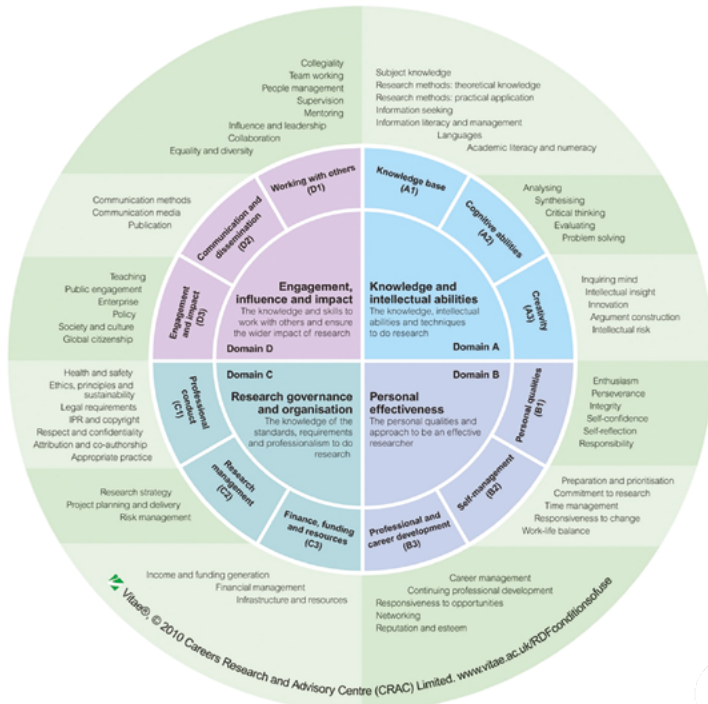 Collegiality
Team working
People management
Supervision
Mentoring
Influence and leadership
Collaboration
Equality and diversity
Subject knowledge
Research methods: theoretical knowledge
Research methods: practical application
Information seeking
Information literacy and management
Languages
Academic literacy and numeracy
Working with others
(D1)
Knowledge base
(A1)
Communication methods
Communication media
Publication
Communication and
dissemination
(D2)
Cognitive abilities
(A2)
Analysing
Synthesising
Critical thinking
Evaluating
Problem solving
Teaching
Public engagement
Enterprise
Policy
Society and culture
Global citizenship
Engagement
and impact
(D3)
Engagement,
influence and impact
The knowledge and skills to
work with others and ensure
the wider impact of research
Domain D
Knowledge and
intellectual abilities
The knowledge, intellectual
abilities and techniques
to do research
Domain A
Creativity
(A3)
Inquiring mind
Intellectual insight
Innovation
Argument construction
Intellectual risk
Health and safety
Ethics, principles and
sustainability
Legal requirements
IPR and copyright
Respect and confidentiality
Attribution and co-authorship
Appropriate practice
Professional
conduct
(C1)
Domain C
Research governance
and organisation
The knowledge of the
standards, requirements
and professionalism to do
research
Domain B
Personal
effectiveness
The personal qualities and
approach to be an effective
researcher
Personal qualities
(B1)
Enthusiasm
Perseverance
Integrity
Self-confidence
Self-reflection
Responsibility
Research strategy
Project planning and delivery
Risk management
Research
management
(C2)
Self-management
(B2)
Preparation and prioritisation
Commitment to research
Time management
Responsiveness to change
Work-life balance
Finance, funding
and resources
(C3)
Professional and
career development
(B3)
Income and funding generation
Financial management
Infrastructure and resources
Career management
Continuing professional development
Responsiveness to opportunities
Networking
Reputation and esteem
Vitae®, © 2010 Careers Research and Advisory Centre (CRAC) Limited. www.vitae.ac.uk/RDFconditionsofuse